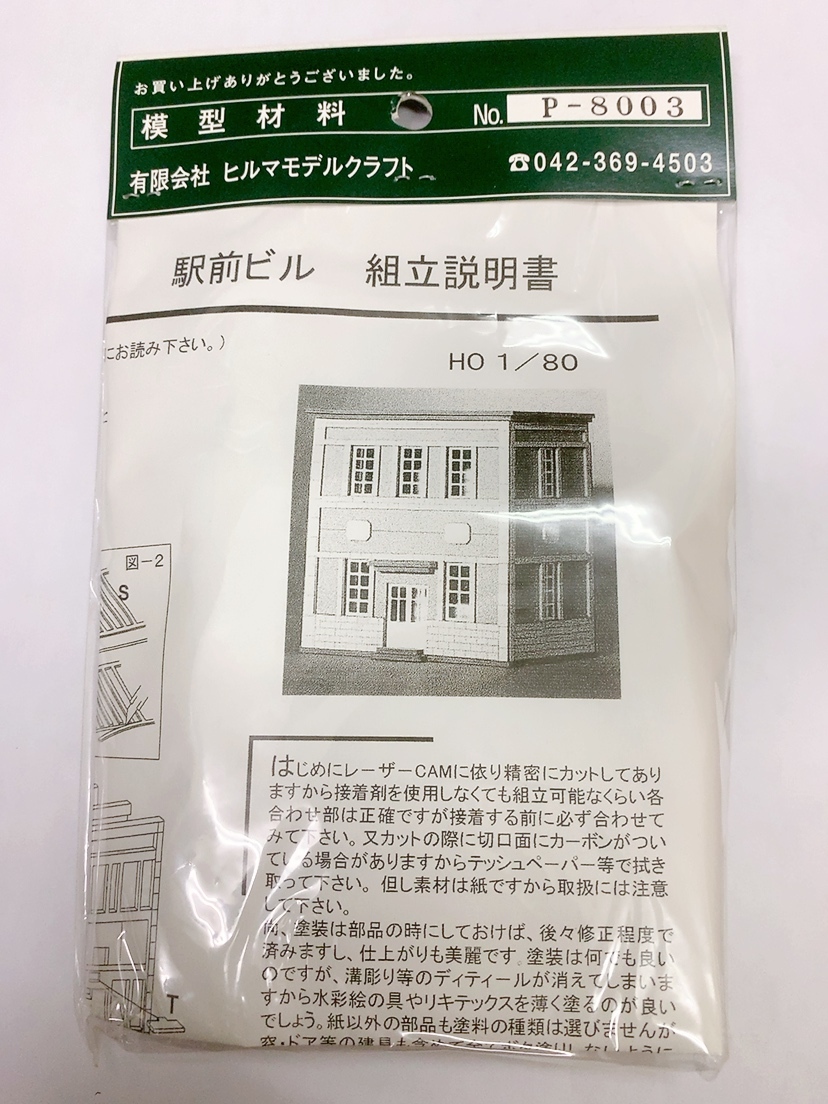 お買い上げありがとうございました。
模型材料 No. P-8003
有限会社 ヒルマモデルクラフト ☎042-369-4503
駅前ビル 組立説明書
にお読み下さい。)
HO 1/80
図-2
S
はじめにレーザーCAMに依り精密にカットしてあり
ますから接着剤を使用しなくても組立可能なくらい各
合わせ部は正確ですが接着する前に必ず合わせて
みて下さい。又カットの際に切口面にカーボンがつい
ている場合がありますからテッシュペーパー等で拭き
取って下さい。但し素材は紙ですから取扱には注意
して下さい。
尚、塗装は部品の時にしておけば、後々修正程度で
済みますし、仕上がりも美麗です。塗装は何でも良い
のですが、溝彫り等のディティールが消えてしまいま
すから水彩絵の具やリキテックスを薄く塗るのが良い
でしょう。紙以外の部品も塗料の種類は選びませんが
窓・ドア等の建具も含めて
T